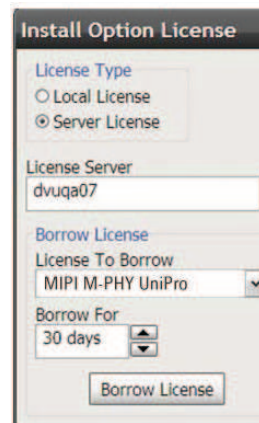 Install Option License
License Type
Local License
Server License
License Server
dvuqa07
Borrow License
License To Borrow
MIPI M-PHY UniPro
Borrow For
30 days
Borrow License